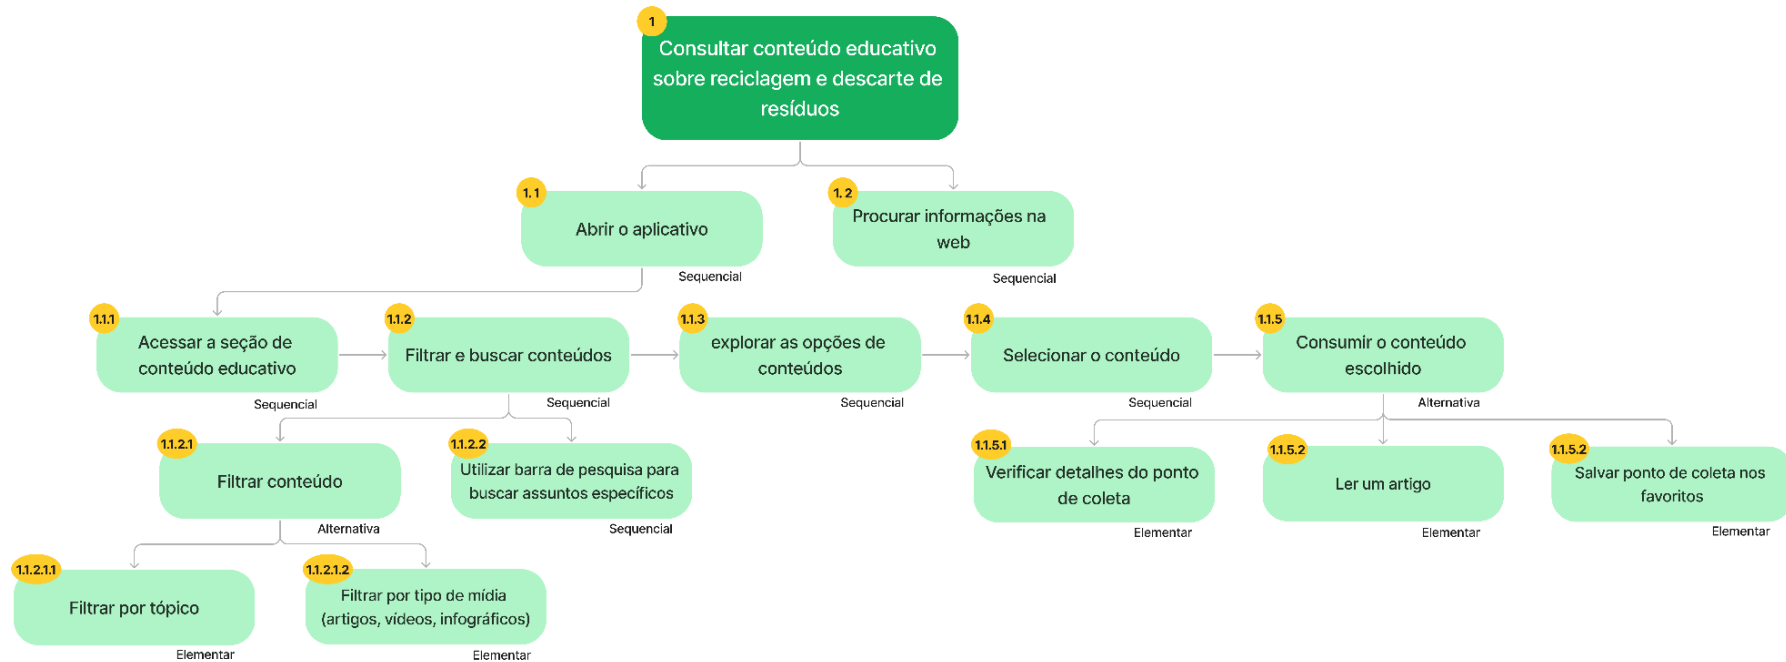 1
Consultar conteúdo educativo
sobre reciclagem e descarte de
resíduos
1. 1
Abrir o aplicativo
Sequencial
1. 2
Procurar informações na
web
Sequencial
1.1.1
Acessar a seção de
conteúdo educativo
Sequencial
1.1.2
Filtrar e buscar conteúdos
Sequencial
1.1.3
explorar as opções de
conteúdos
Sequencial
1.1.4
Selecionar o conteúdo
Sequencial
1.1.5
Consumir o conteúdo
escolhido
Alternativa
1.1.2.1
Filtrar conteúdo
Alternativa
1.1.2.2
Utilizar barra de pesquisa para
buscar assuntos específicos
Sequencial
1.1.5.1
Verificar detalhes do ponto
de coleta
Elementar
1.1.5.2
Ler um artigo
Elementar
1.1.5.2
Salvar ponto de coleta nos
favoritos
Elementar
1.1.2.1.1
Filtrar por tópico
Elementar
1.1.2.1.2
Filtrar por tipo de mídia
(artigos, vídeos, infográficos)
Elementar